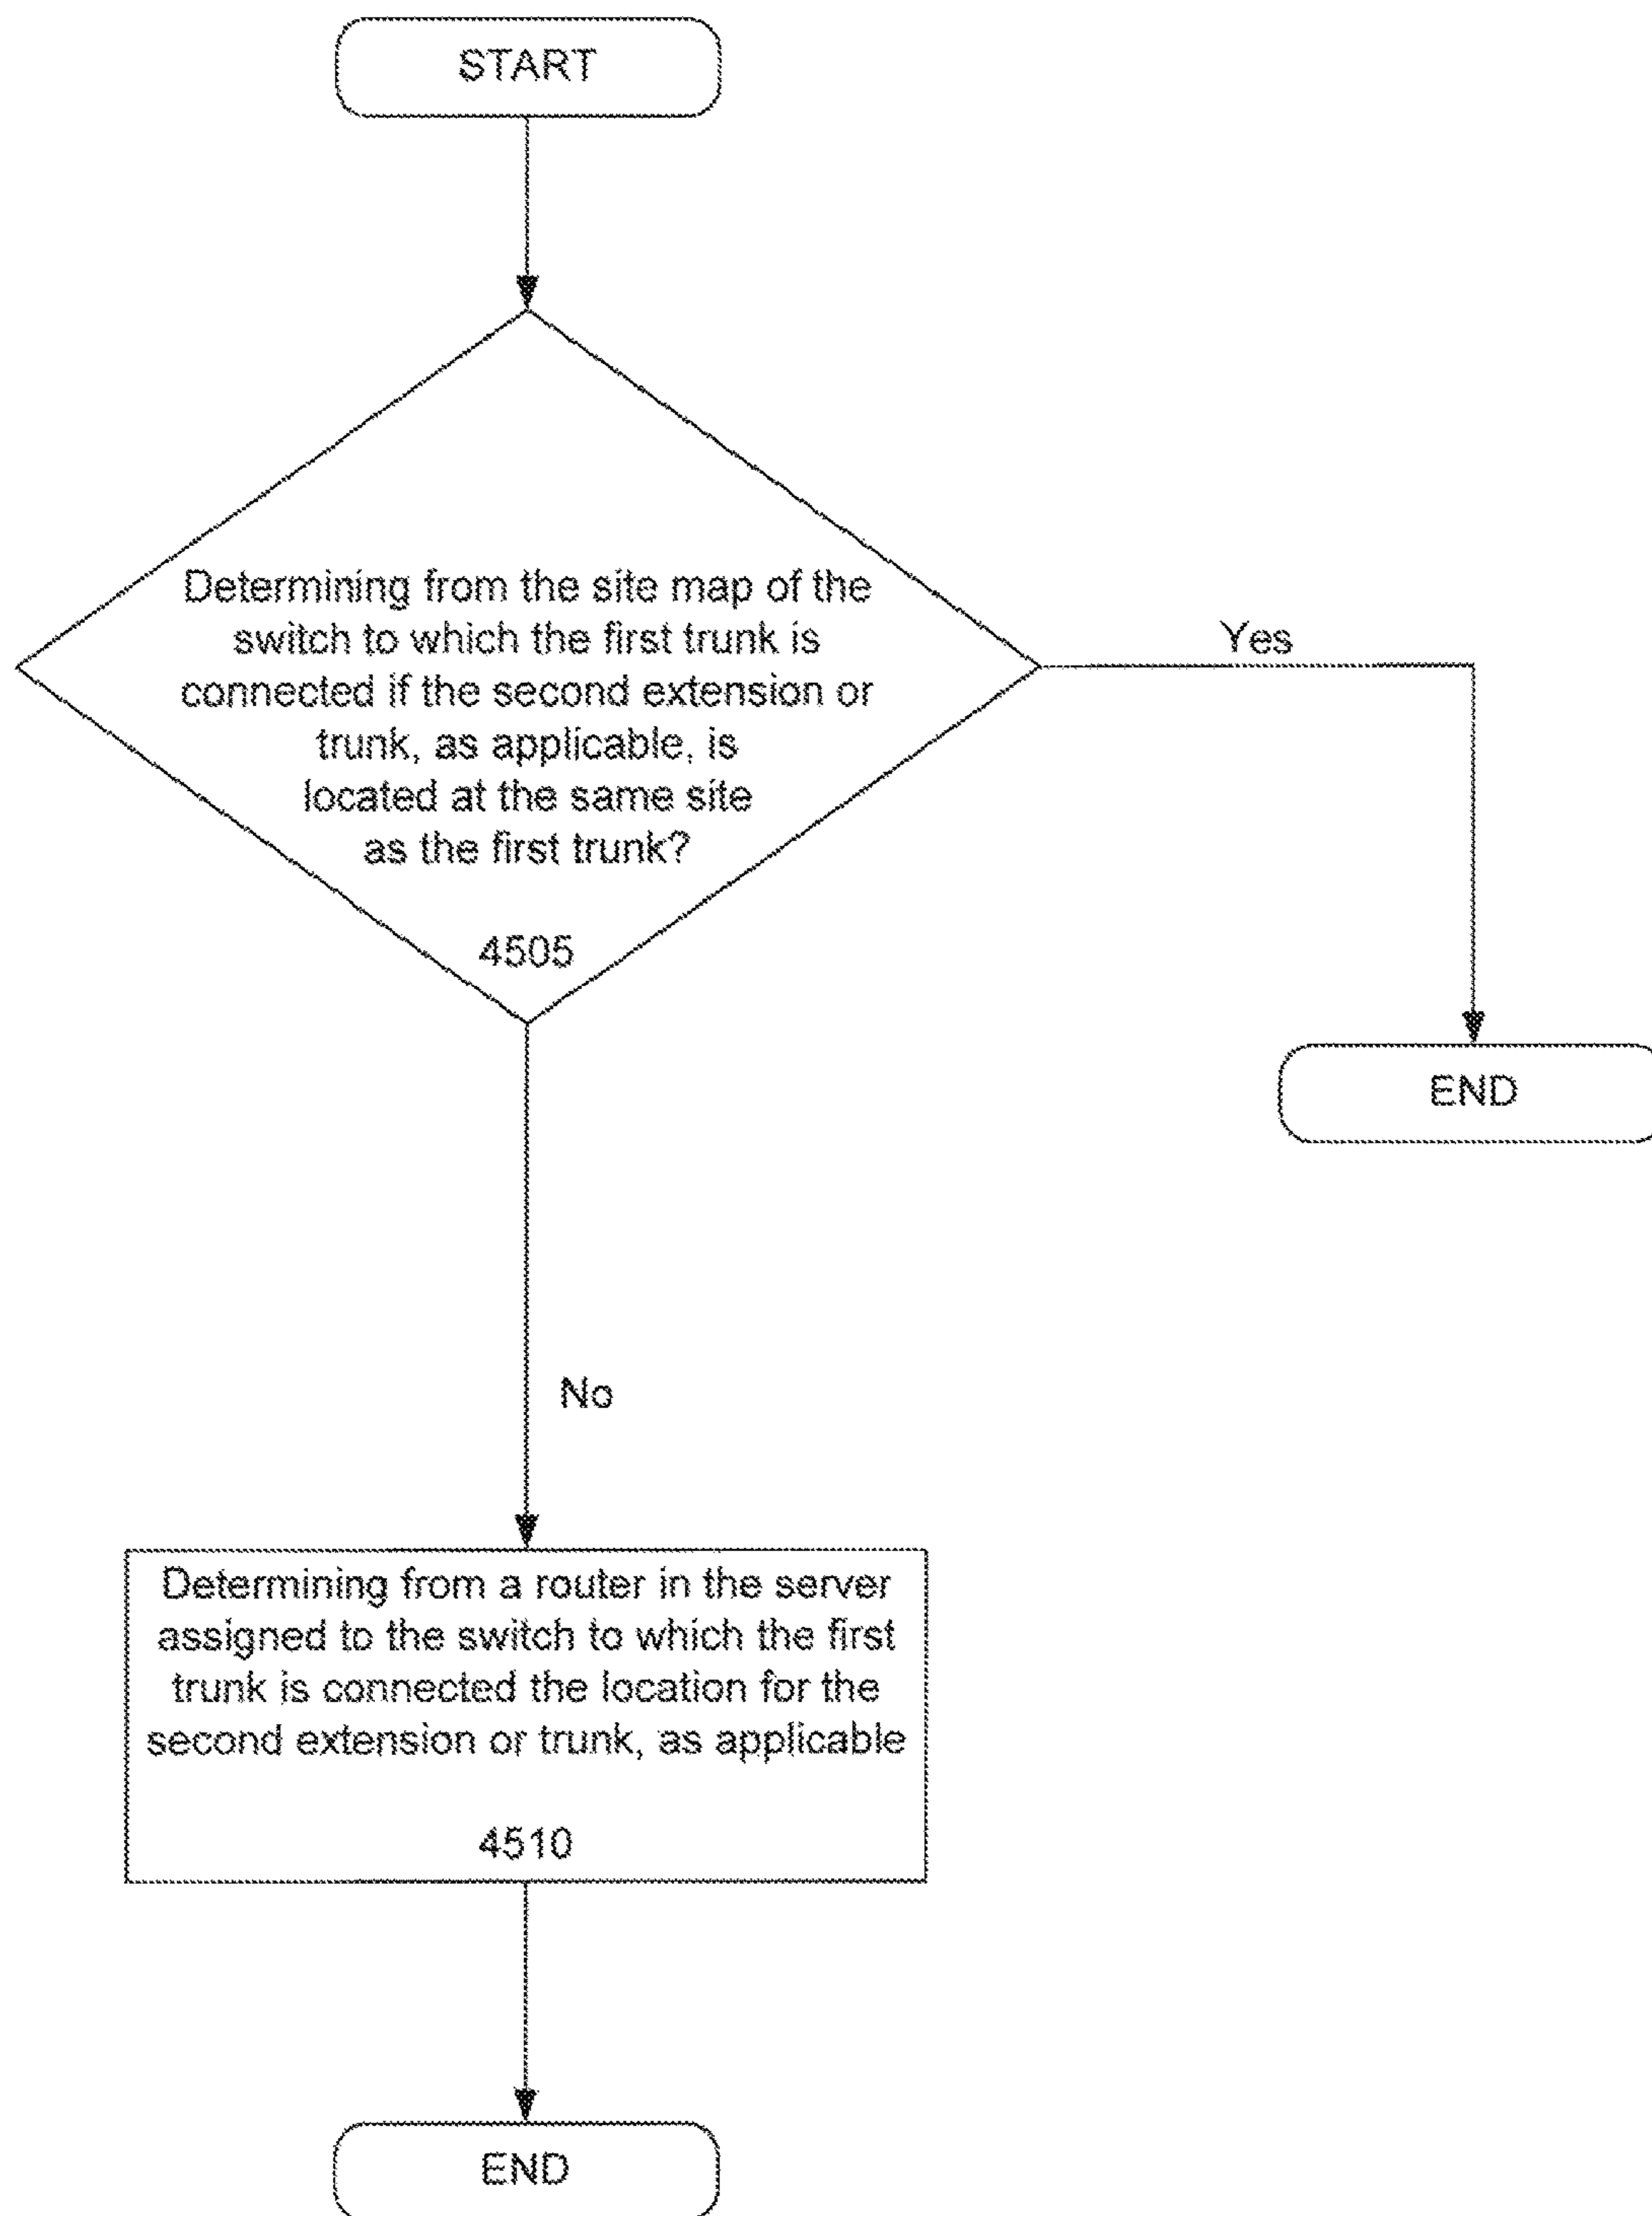 START
Determining from the site map of the
switch to which the first trunk is
connected if the second extension or
trunk, as applicable, is
located at the same site
as the first trunk?
4505
Yes
END
No
Determining from a router in the server
assigned to the switch to which the first
trunk is connected the location for the
second extension or trunk, as applicable
4510
END